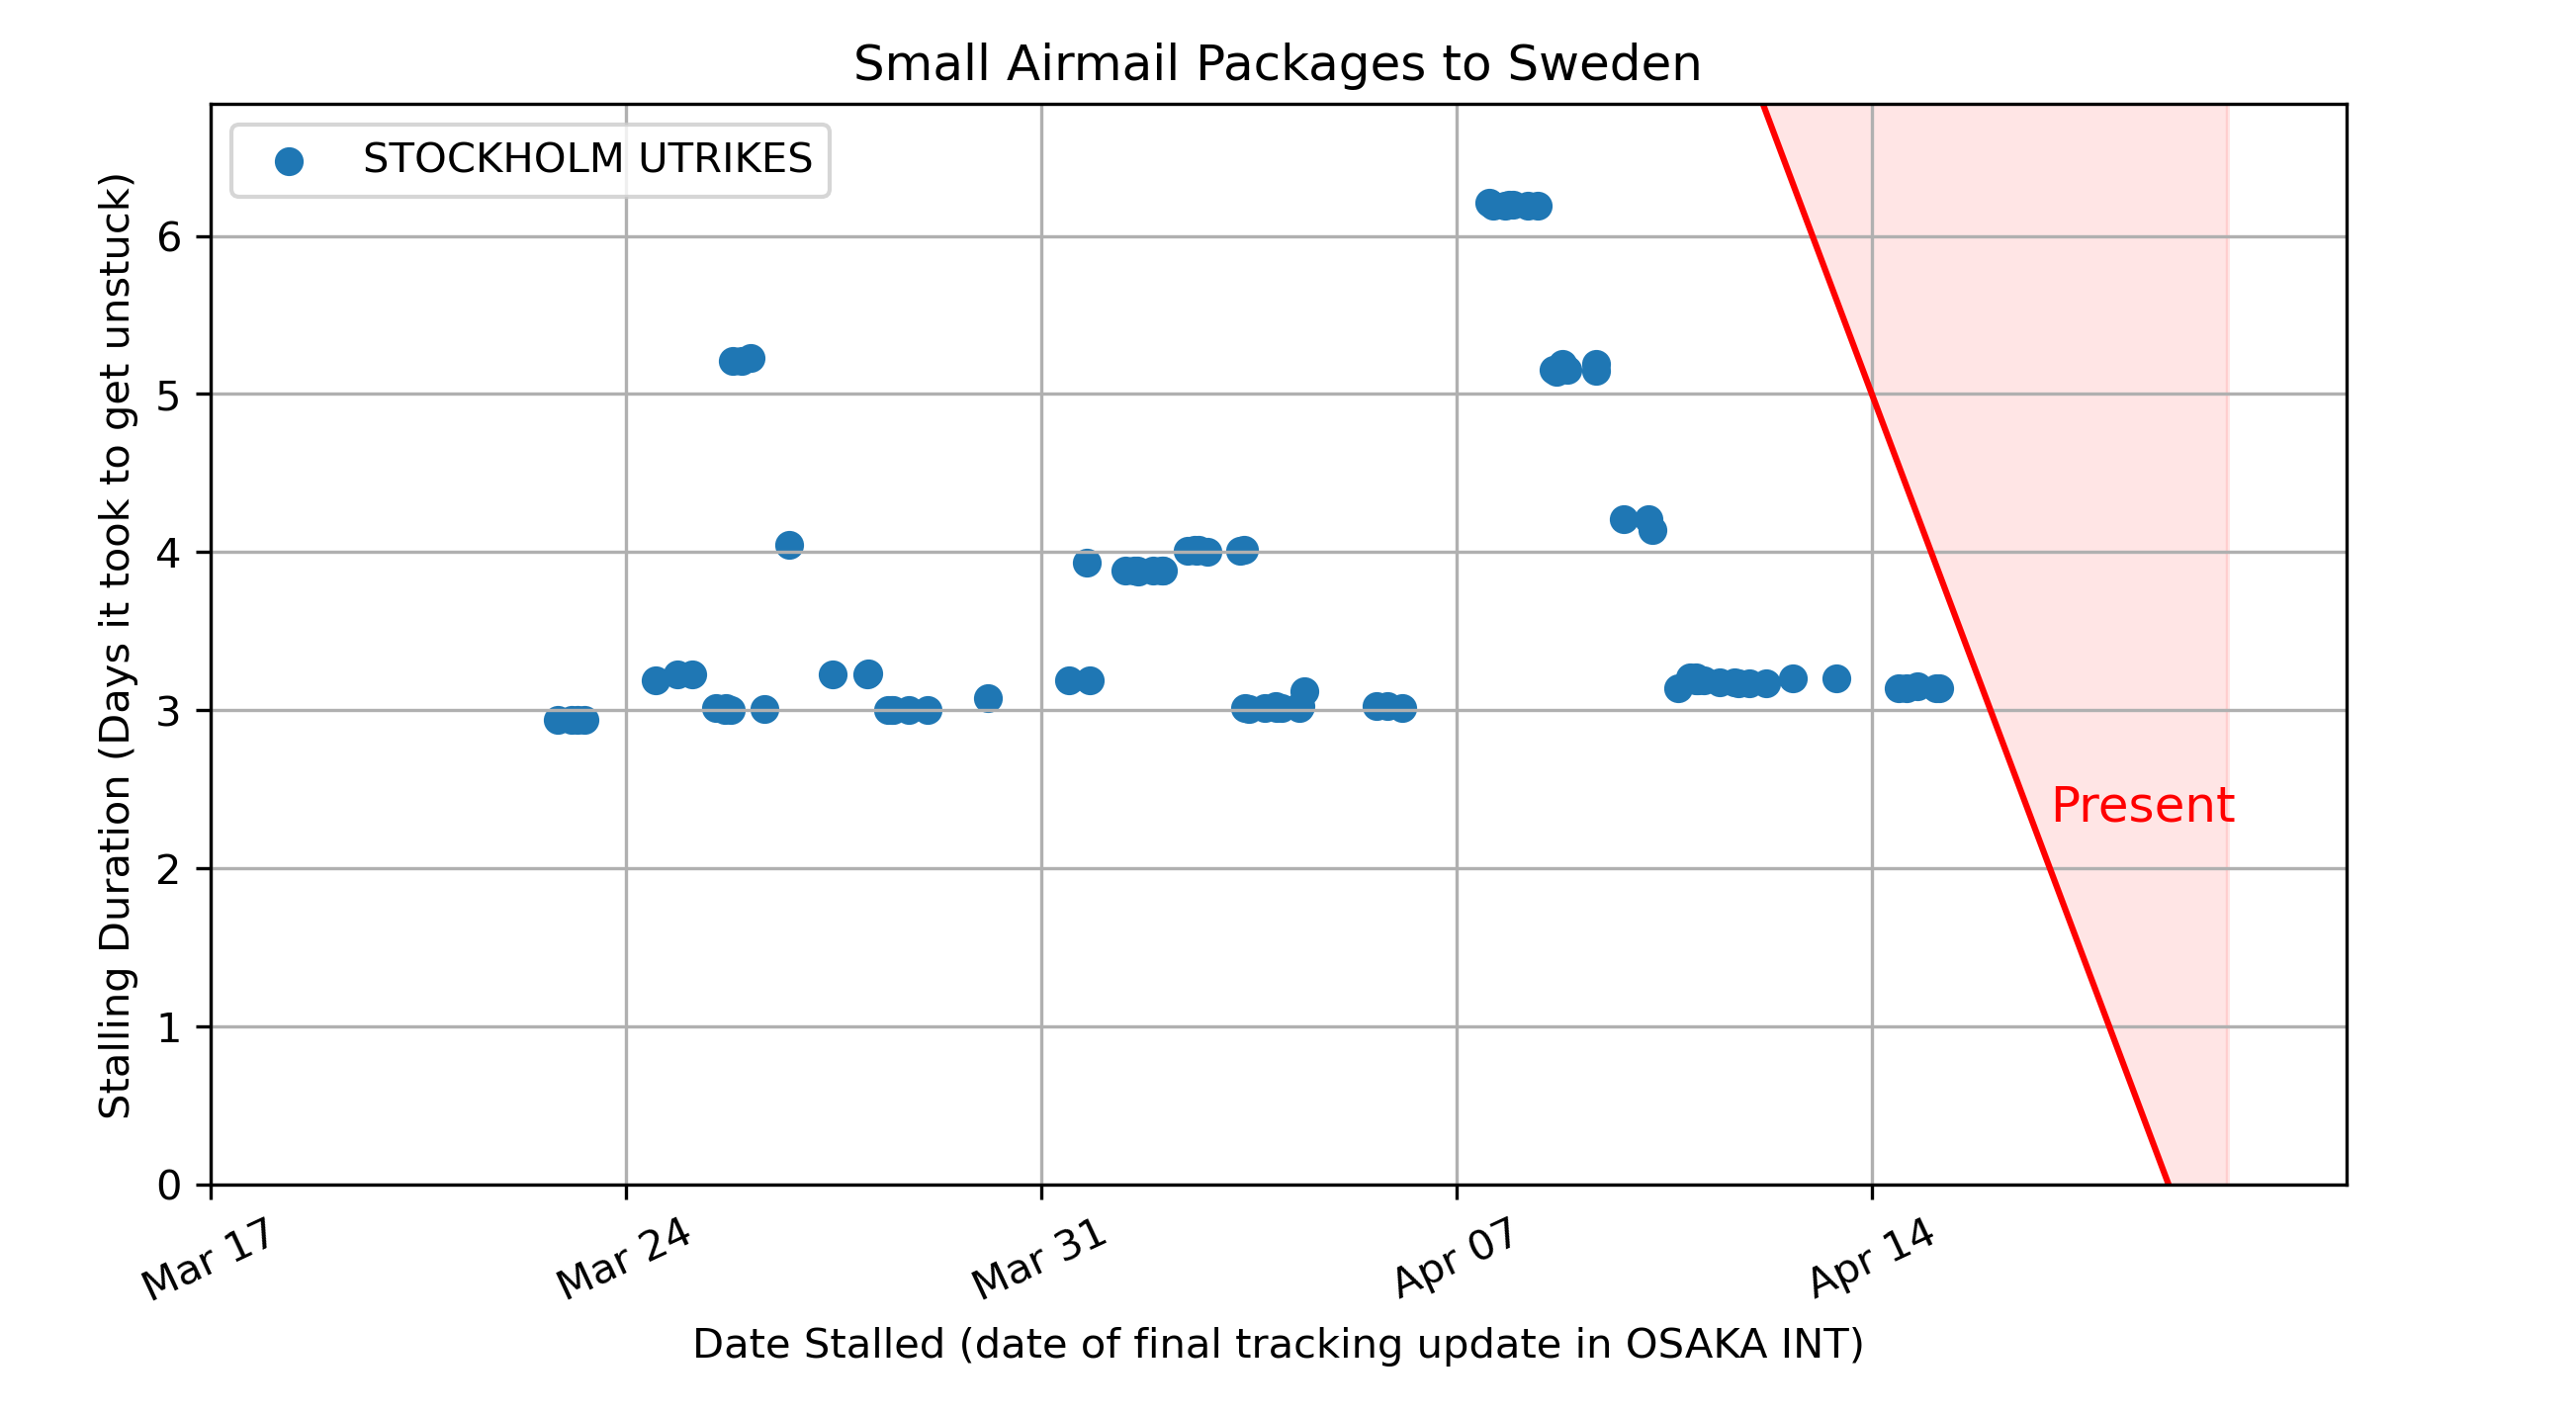 Small Airmail Packages to Sweden
STOCKHOLM UTRIKES
Stalling Duration (Days it took to get unstuck)
6
5
4
3
2
1
0
Present
Mar 17
Mar 24
Mar 31
Apr 07
Apr 14
Date Stalled (date of final tracking update in OSAKA INT)